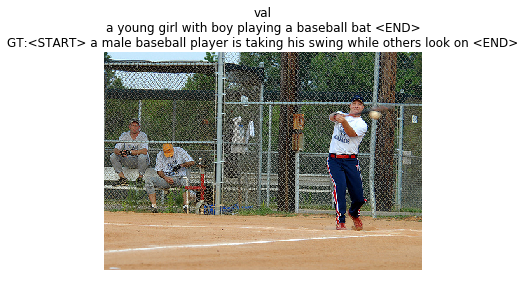 val
a young girl with boy playing a baseball bat <END>
GT:<START> a male baseball player is taking his swing while others look on <END>